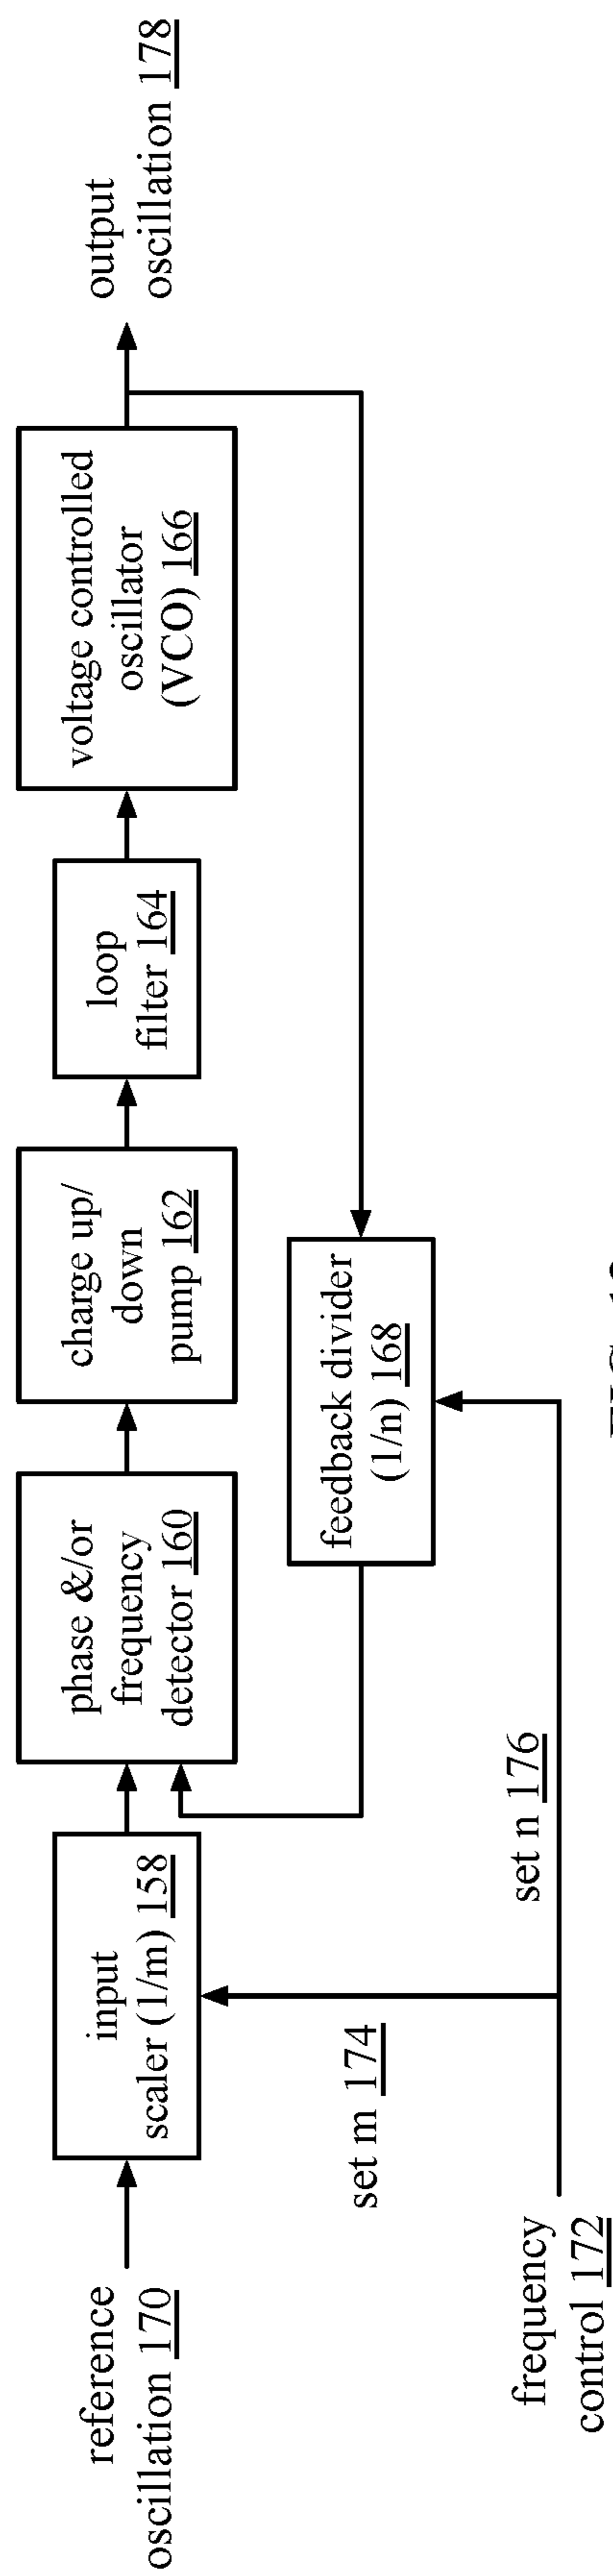 reference
oscillation 170
input
scaler (1/m) 158
phase &/or
frequency
detector 160
charge up/
down
pump 162
loop
filter 164
voltage controlled
oscillator
(VCO) 166
output
oscillation 178
feedback divider
(1/n) 168
set m 174
set n 176
frequency
control 172